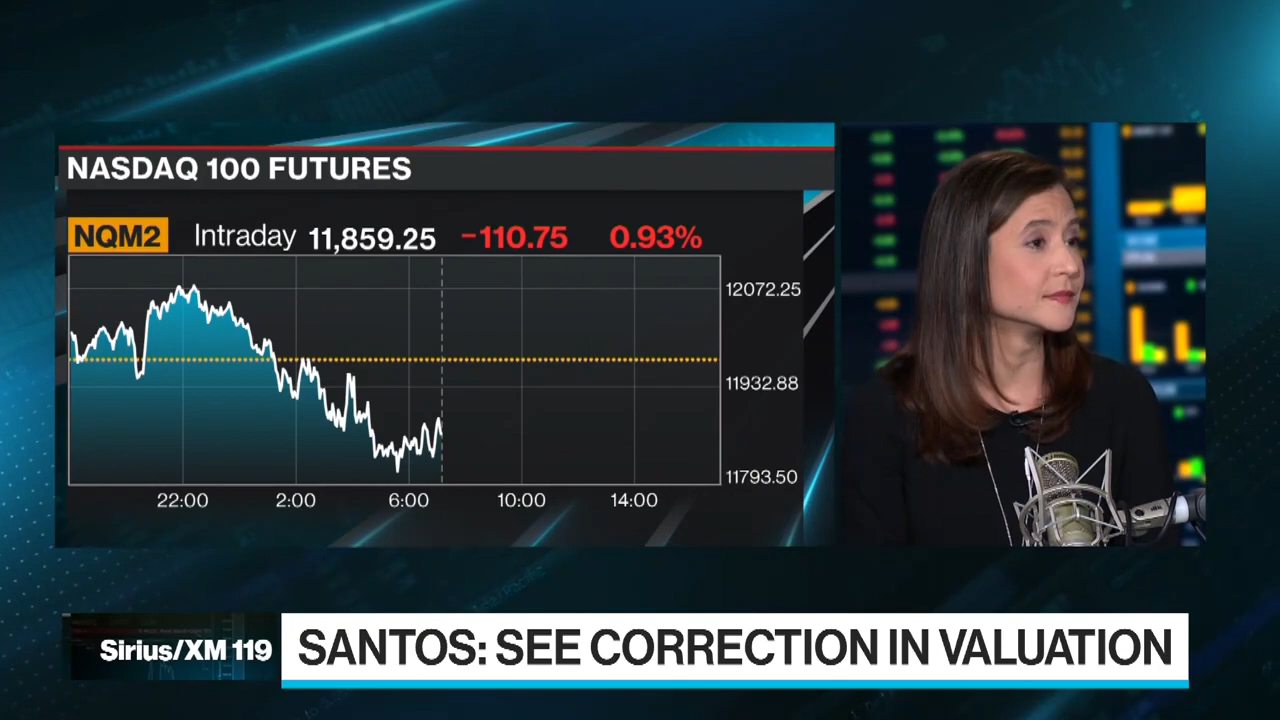 NASDAQ 100 FUTURES
NQM2 Intraday 11,859.25 -110.75 0.93%
12072.25
11932.88
11793.50
22:00 2:00 6:00 10:00 14:00
Sirius/XM 119
SANTOS: SEE CORRECTION IN VALUATION